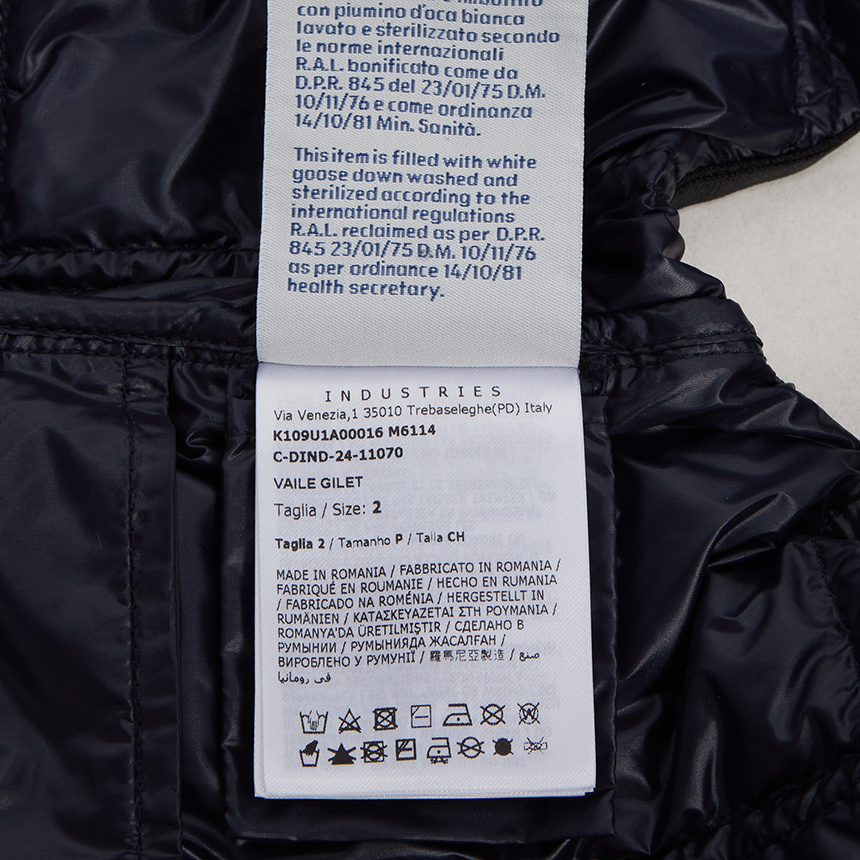 con piumino d'oca bianca
lavato e sterilizzato secondo
le norme internazionali
R.A.L. bonificato come da
D.P.R. 845 del 23/01/75 D.M.
10/11/76 e come ordinanza
14/10/81 Min. Sanità.
This item is filled with white
goose down washed and
sterilized according to the
international regulations
R.A.L. reclaimed as per D.P.R.
845 23/01/75 D.M. 10/11/76
as per ordinance 14/10/81
health secretary.
INDUSTRIES
Via Venezia,1 35010 Trebaseleghe(PD) Italy
K109U1A00016 M6114
C-DIND-24-11070
VAILE GILET
Taglia / Size: 2
Taglia 2 / Tamanho P / Talla CH
MADE IN ROMANIA / FABBRICATO IN ROMANIA /
FABRIQUÉ EN ROUMANIE / HECHO EN RUMANIA
/ FABRICADO NA ROMÉNIA / HERGESTELLT IN
RUMÄNIEN / ΚΑΤΑΣΚΕΥΑΖΕΤΑΙ ΣΤΗ ΡΟΥΜΑΝΙΑ /
ROMANYA'DA ÜRETILMIŞTIR / СДЕЛАНО В
РУМЫНИИ / РУМЫНИЯДА ЖАСАЛҒАН /
ВИРОБЛЕНО У РУМУНІЇ / 羅馬尼亞製造 / صنع
في رومانيا